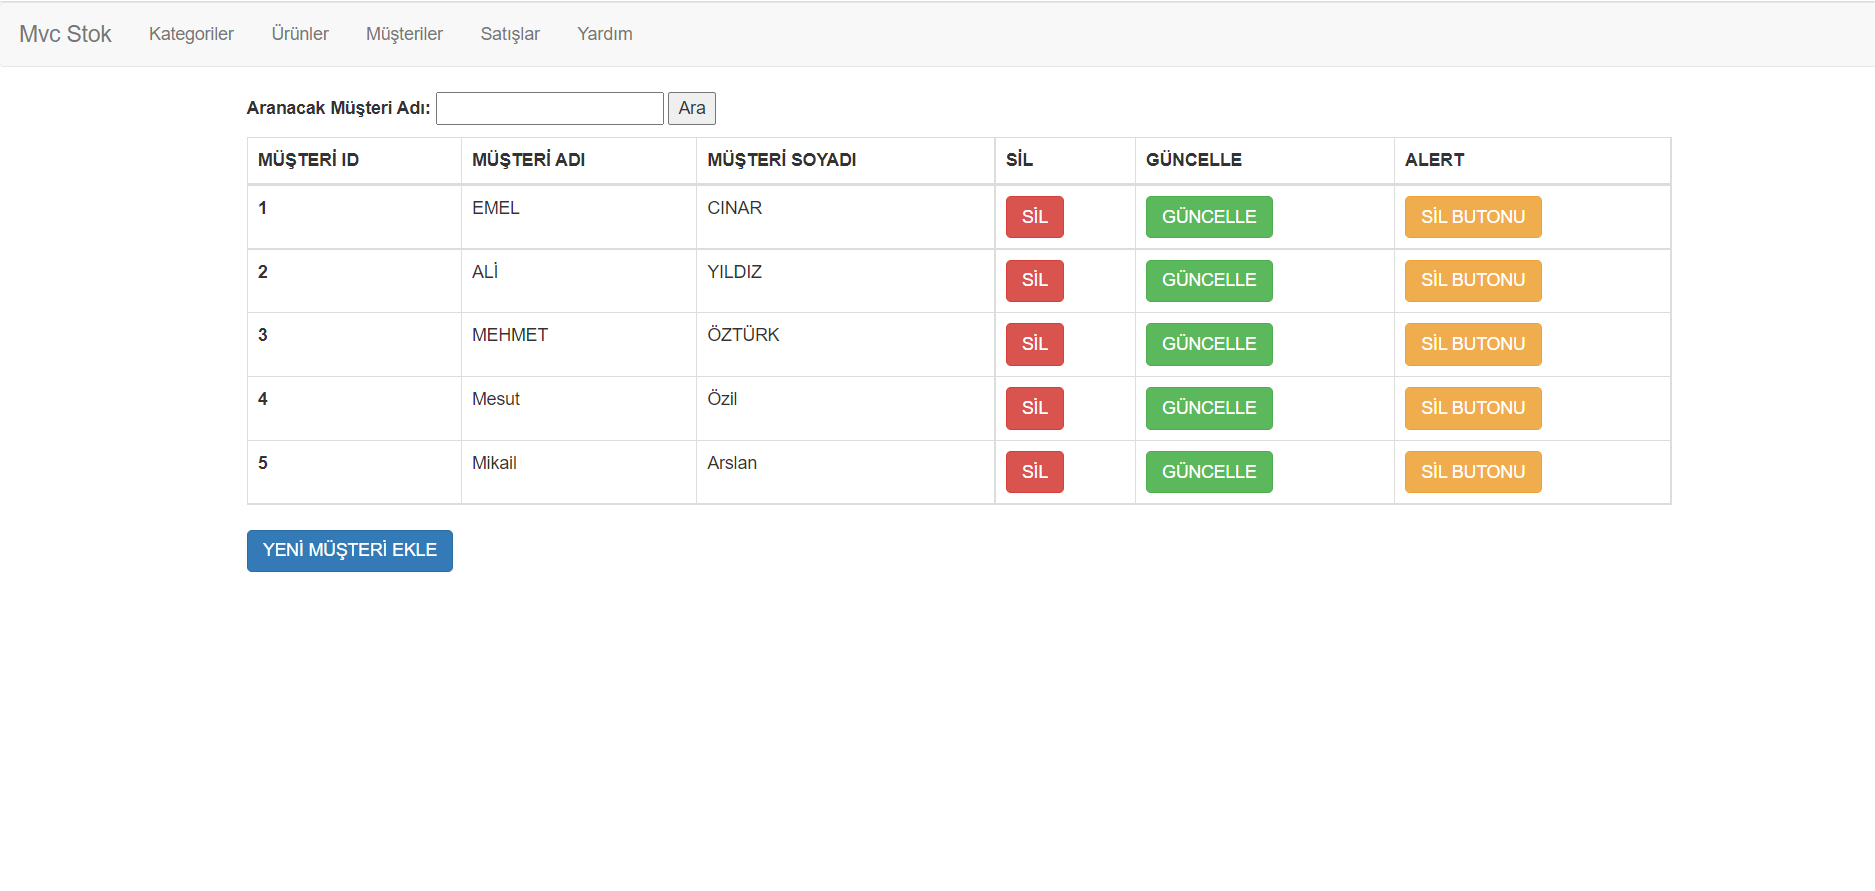 Mvc Stok Kategoriler Ürünler Müşteriler Satışlar Yardım
Aranacak Müşteri Adı: Ara
MÜŞTERİ ID MÜŞTERİ ADI MÜŞTERİ SOYADI SİL GÜNCELLE ALERT
1 EMEL CINAR SİL GÜNCELLE SİL BUTONU
2 ALİ YILDIZ SİL GÜNCELLE SİL BUTONU
3 MEHMET ÖZTÜRK SİL GÜNCELLE SİL BUTONU
4 Mesut Özil SİL GÜNCELLE SİL BUTONU
5 Mikail Arslan SİL GÜNCELLE SİL BUTONU
YENİ MÜŞTERİ EKLE